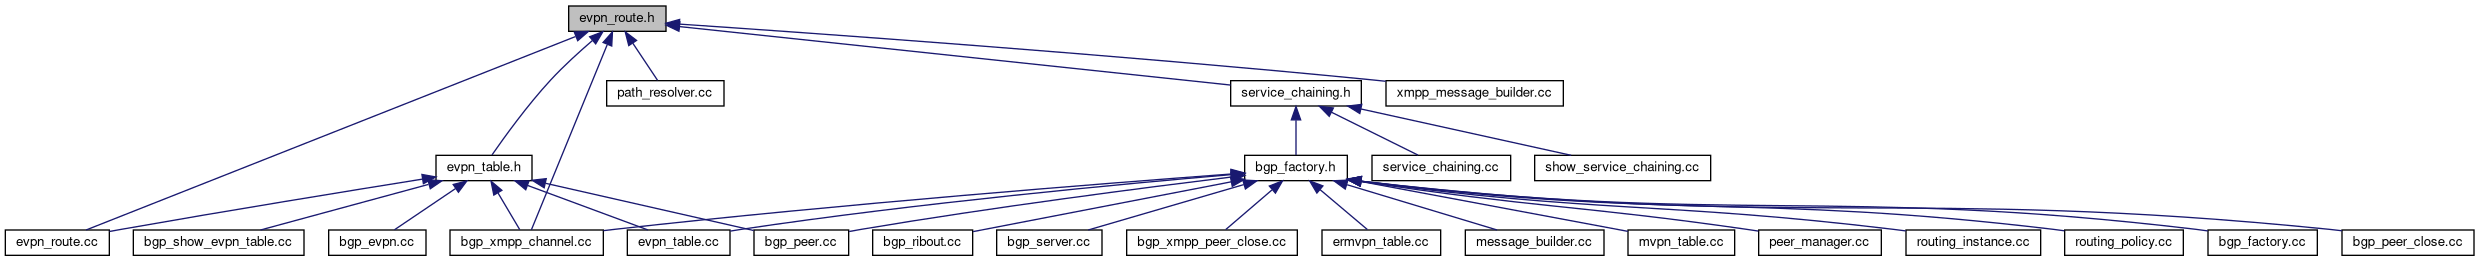 evpn_route.h
path_resolver.cc
service_chaining.h
xmpp_message_builder.cc
evpn_table.h
bgp_factory.h
service_chaining.cc
show_service_chaining.cc
evpn_route.cc
bgp_show_evpn_table.cc
bgp_evpn.cc
bgp_xmpp_channel.cc
evpn_table.cc
bgp_peer.cc
bgp_ribout.cc
bgp_server.cc
bgp_xmpp_peer_close.cc
ermvpn_table.cc
message_builder.cc
mvpn_table.cc
peer_manager.cc
routing_instance.cc
routing_policy.cc
bgp_factory.cc
bgp_peer_close.cc